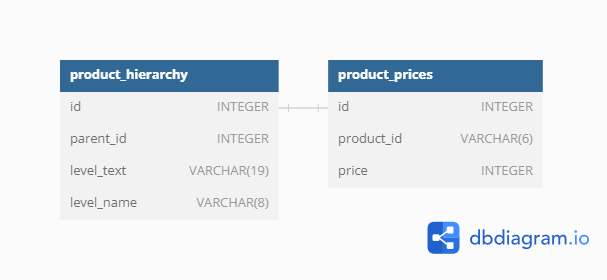 product_hierarchy
id INTEGER
parent_id INTEGER
level_text VARCHAR(19)
level_name VARCHAR(8)
product_prices
id INTEGER
product_id VARCHAR(6)
price INTEGER
dbdiagram.io